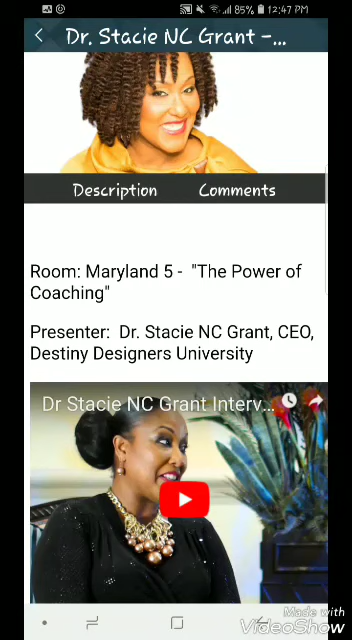 85% 12:47 PM
Dr. Stacie NC Grant –...
Description Comments
Room: Maryland 5 - "The Power of
Coaching"
Presenter: Dr. Stacie NC Grant, CEO,
Destiny Designers University
Dr Stacie NC Grant Interv...
Made with
VideoShow